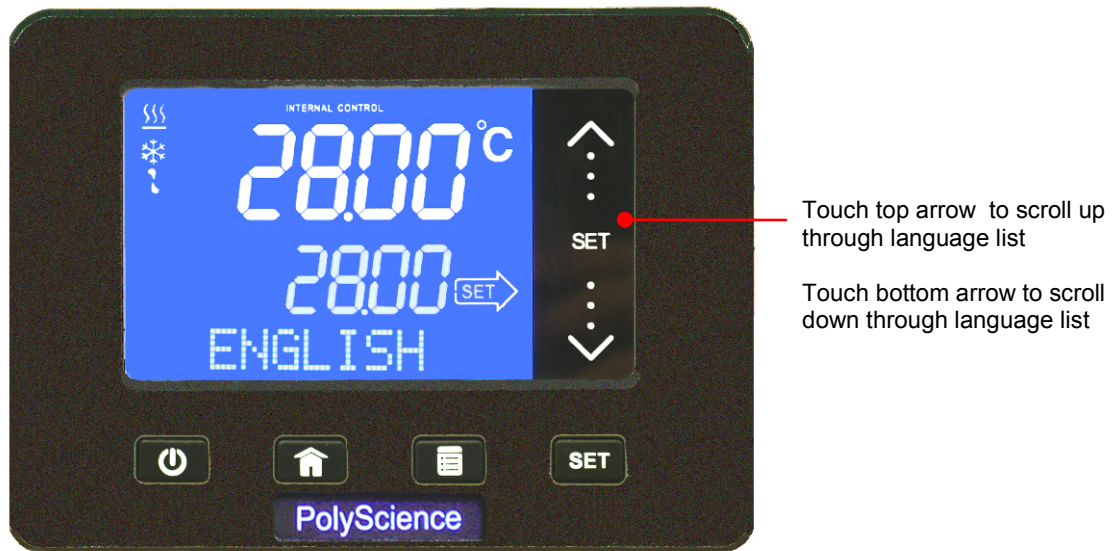 INTERNAL CONTROL
28.00 °C
28.00 SET
ENGLISH
SET
SET
PolyScience
Touch top arrow to scroll up
through language list
Touch bottom arrow to scroll
down through language list